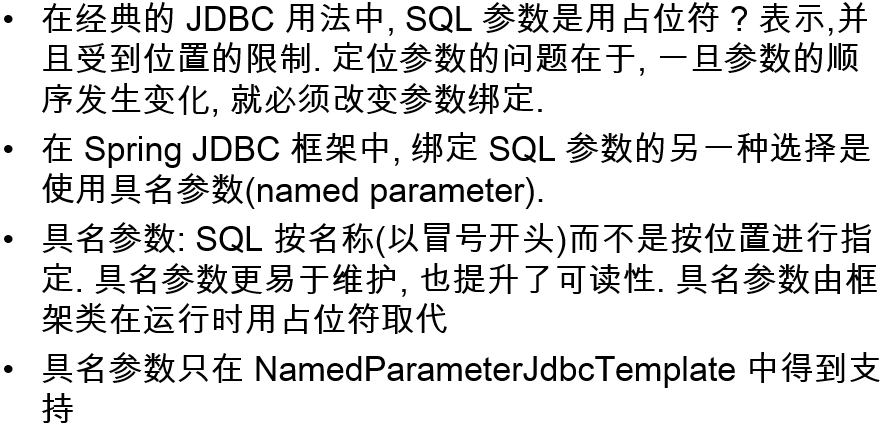 • 在经典的 JDBC 用法中, SQL 参数是用占位符 ? 表示,并
且受到位置的限制. 定位参数的问题在于, 一旦参数的顺
序发生变化, 就必须改变参数绑定.
• 在 Spring JDBC 框架中, 绑定 SQL 参数的另一种选择是
使用具名参数(named parameter).
• 具名参数: SQL 按名称(以冒号开头)而不是按位置进行指
定. 具名参数更易于维护, 也提升了可读性. 具名参数由框
架类在运行时用占位符取代
• 具名参数只在 NamedParameterJdbcTemplate 中得到支
持